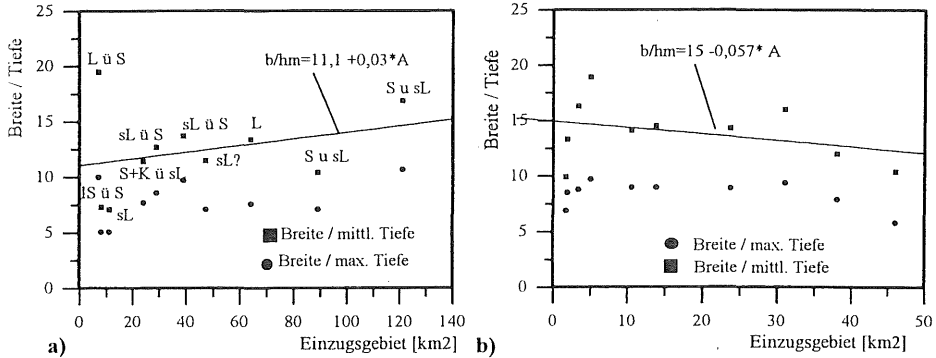 Breite / Tiefe
25
20
15
10
5
0
L ü S
b/hm=11,1 +0,03* A
S u sL
sL ü S
sL ü S
L
sL?
S u sL
S+K ü sL
lS ü S
sL
Breite / mittl. Tiefe
Breite / max. Tiefe
0 20 40 60 80 100 120 140
a) Einzugsgebiet [km2]
25
20
15
10
5
0
b/hm=15 -0,057* A
Breite / max. Tiefe
Breite / mittl. Tiefe
0 10 20 30 40 50
b) Einzugsgebiet [km2]